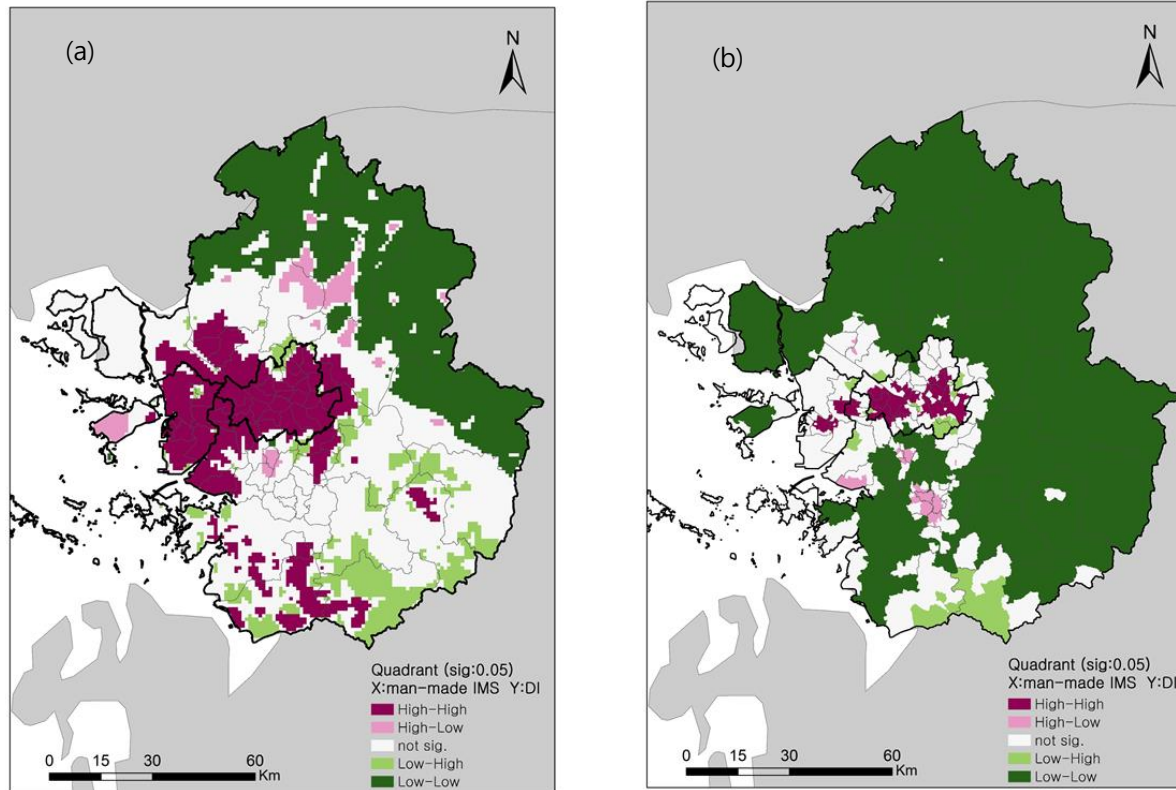 (a)
N
Quadrant (sig:0.05)
X:man-made IMS Y:DI
High-High
High-Low
not sig.
Low-High
Low-Low
0 15 30 60
Km
(b)
N
Quadrant (sig:0.05)
X:man-made IMS Y:DI
High-High
High-Low
not sig.
Low-High
Low-Low
0 15 30 60
Km